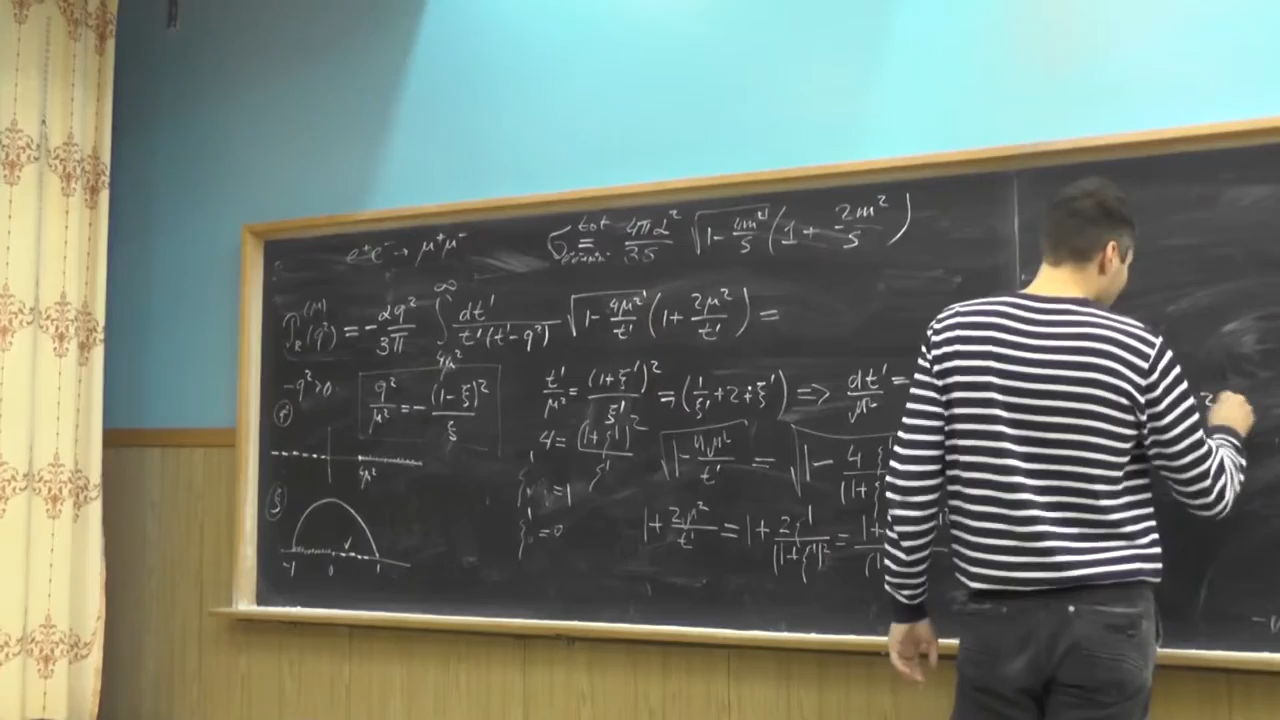 e⁺e⁻ → μ⁺μ⁻
σ^tot = 4πα²/3s √(1 - 4m²/s) (1 + 2m²/s)
Π_R^(μ)(q²) = - αq²/3π ∫_{4μ²}^∞ dt'/t'(t'-q²) √(1 - 4μ²/t') (1 + 2μ²/t') =
-q²>0
q²/μ² = - (1-ξ)²/ξ
t'/μ² = (1+ξ')²/ξ' = (1/ξ' + 2 + ξ') => dt'/μ² =
4 = (1+ξ')²/ξ'
√(1 - 4μ²/t') = √(1 - 4ξ'/(1+ξ'
4μ²
ξ' = 1
ξ' = 0
1 + 2μ²/t' = 1 + 2ξ'/(1+ξ')² = 1+
ξ
-1 0 1